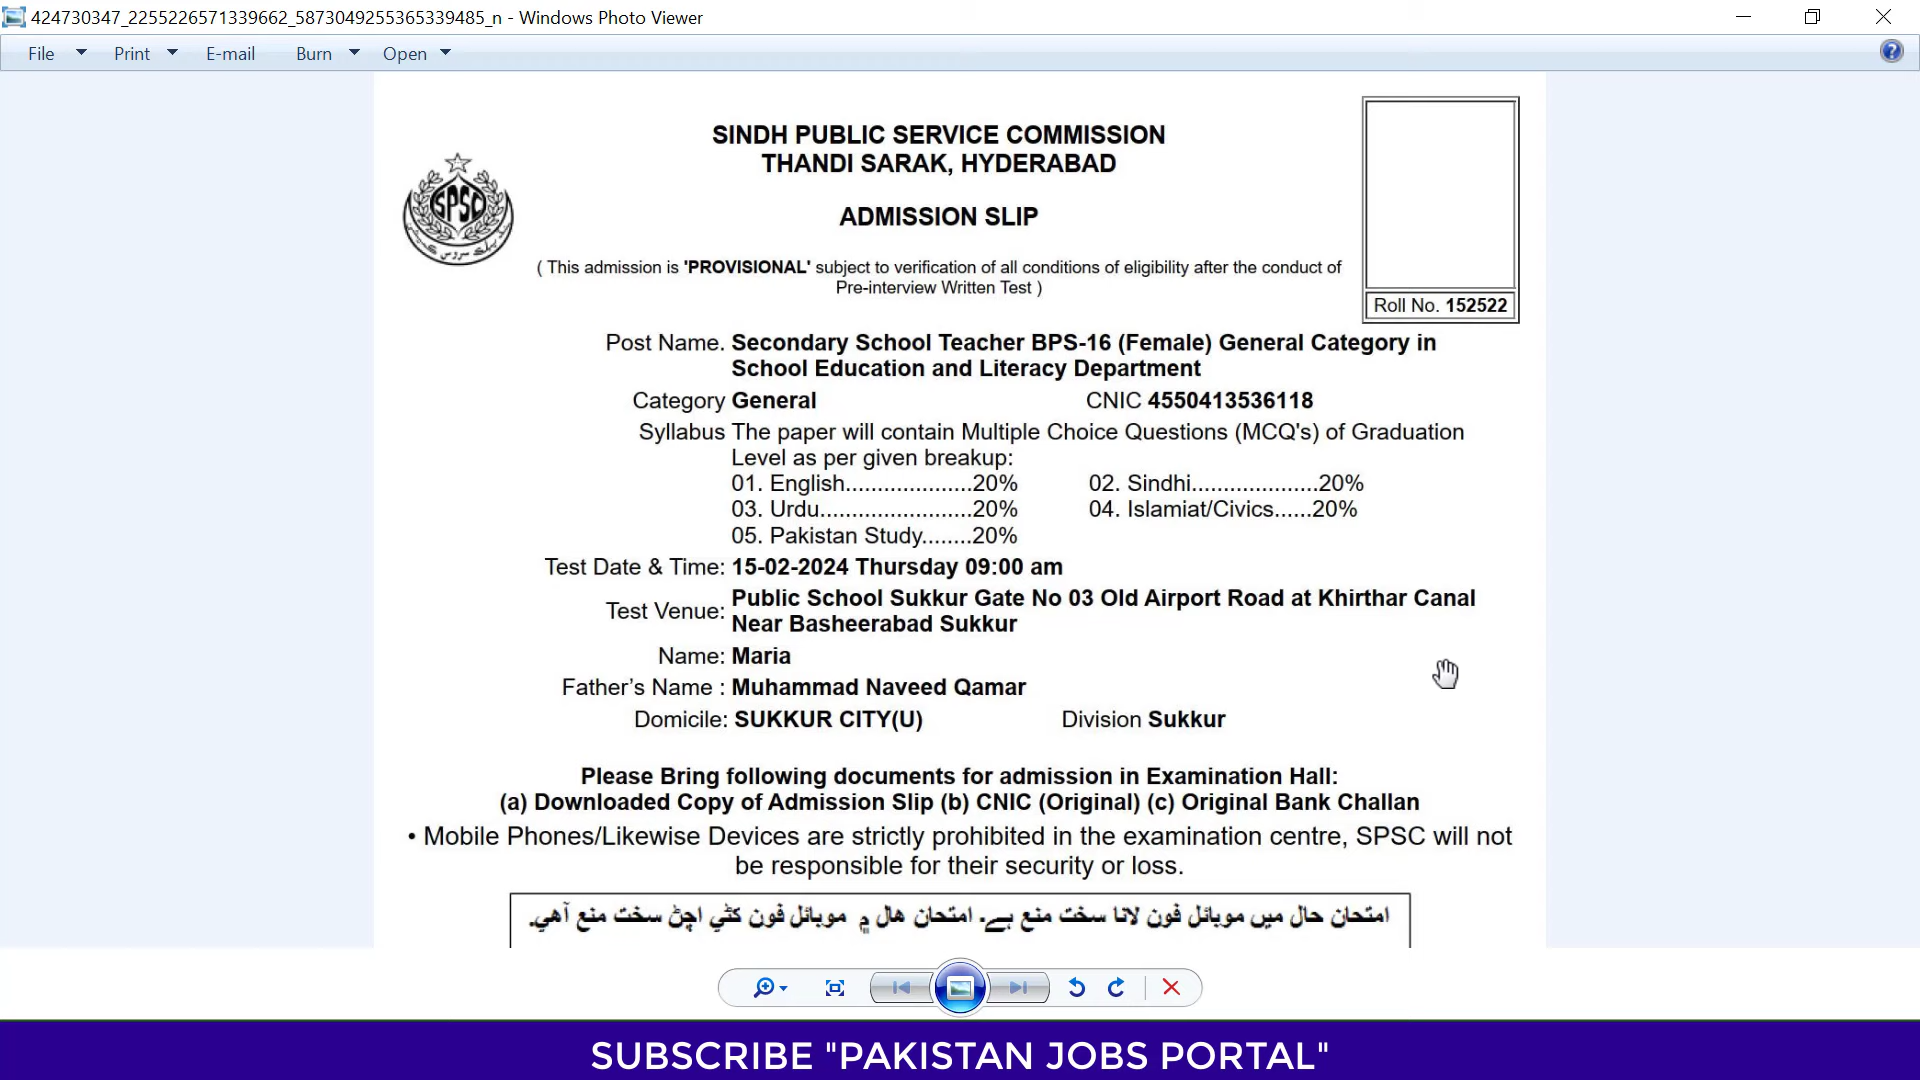 424730347_2255226571339662_5873049255365339485_n - Windows Photo Viewer
File Print E-mail Burn Open
SINDH PUBLIC SERVICE COMMISSION
THANDI SARAK, HYDERABAD
SPSC
ADMISSION SLIP
( This admission is 'PROVISIONAL' subject to verification of all conditions of eligibility after the conduct of
Pre-interview Written Test )
Roll No. 152522
Post Name. Secondary School Teacher BPS-16 (Female) General Category in
School Education and Literacy Department
Category General CNIC 4550413536118
Syllabus The paper will contain Multiple Choice Questions (MCQ's) of Graduation
Level as per given breakup:
01. English....................20% 02. Sindhi....................20%
03. Urdu........................20% 04. Islamiat/Civics......20%
05. Pakistan Study........20%
Test Date & Time: 15-02-2024 Thursday 09:00 am
Test Venue: Public School Sukkur Gate No 03 Old Airport Road at Khirthar Canal
Near Basheerabad Sukkur
Name: Maria
Father's Name : Muhammad Naveed Qamar
Domicile: SUKKUR CITY(U) Division Sukkur
Please Bring following documents for admission in Examination Hall:
(a) Downloaded Copy of Admission Slip (b) CNIC (Original) (c) Original Bank Challan
• Mobile Phones/Likewise Devices are strictly prohibited in the examination centre, SPSC will not
be responsible for their security or loss.
امتحان حال میں موبائل فون لانا سخت منع ہے۔ امتحان هال ۾ موبائل فون کڻي اچڻ سخت منع آهي.
SUBSCRIBE "PAKISTAN JOBS PORTAL"